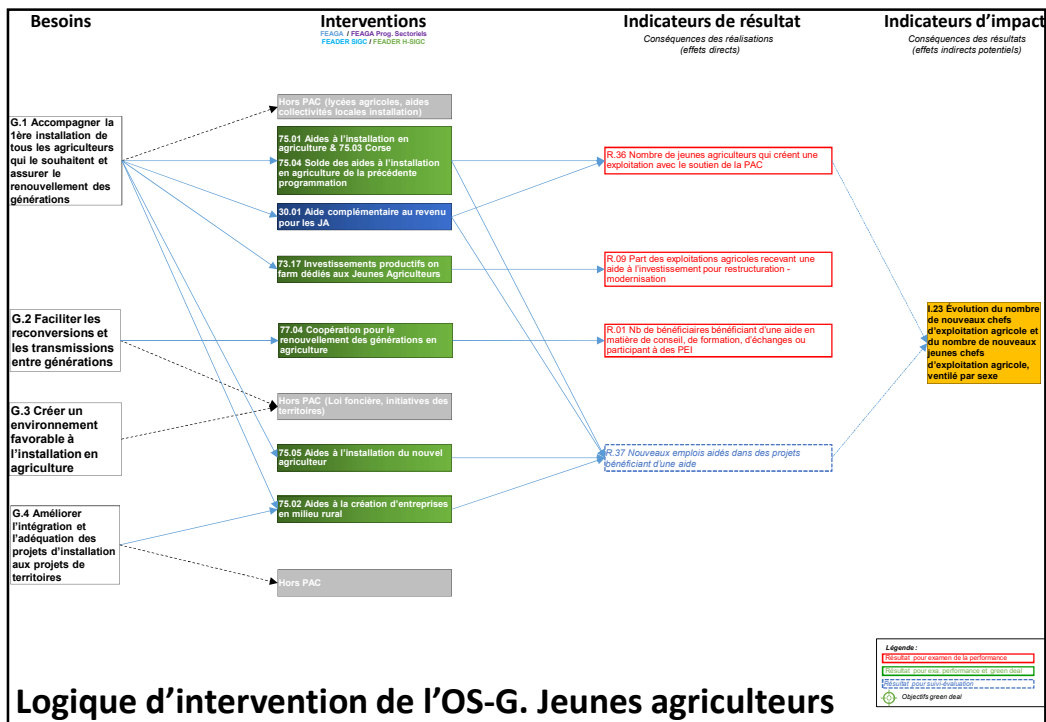 Besoins
Interventions
FEAGA / FEAGA Prog. Sectoriels
FEADER SIGC / FEADER H-SIGC
Indicateurs de résultat
Conséquences des réalisations
(effets directs)
Indicateurs d'impact
Conséquences des résultats
(effets indirects potentiels)
G.1 Accompagner la
1ère installation de
tous les agriculteurs
qui le souhaitent et
assurer le
renouvellement des
générations
G.2 Faciliter les
reconversions et
les transmissions
entre générations
G.3 Créer un
environnement
favorable à
l'installation en
agriculture
G.4 Améliorer
l'intégration et
l'adéquation des
projets d'installation
aux projets de
territoires
Hors PAC (lycées agricoles, aides
collectivités locales installation)
75.01 Aides à l'installation en
agriculture & 75.03 Corse
75.04 Solde des aides à l'installation
en agriculture de la précédente
programmation
30.01 Aide complémentaire au revenu
pour les JA
73.17 Investissements productifs on
farm dédiés aux Jeunes Agriculteurs
77.04 Coopération pour le
renouvellement des générations en
agriculture
Hors PAC (Loi foncière, initiatives des
territoires)
75.05 Aides à l'installation du nouvel
agriculteur
75.02 Aides à la création d'entreprises
en milieu rural
Hors PAC
R.36 Nombre de jeunes agriculteurs qui créent une
exploitation avec le soutien de la PAC
R.09 Part des exploitations agricoles recevant une
aide à l'investissement pour restructuration -
modernisation
R.01 Nb de bénéficiaires bénéficiant d'une aide en
matière de conseil, de formation, d'échanges ou
participant à des PEI
R.37 Nouveaux emplois aidés dans des projets
bénéficiant d'une aide
I.23 Évolution du nombre
de nouveaux chefs
d'exploitation agricole et
du nombre de nouveaux
jeunes chefs
d'exploitation agricole,
ventilé par sexe
Légende :
Résultat pour examen de la performance
Résultat pour exa. performance et green deal
Résultat pour suivi-évaluation
Objectifs green deal
Logique d'intervention de l'OS-G. Jeunes agriculteurs